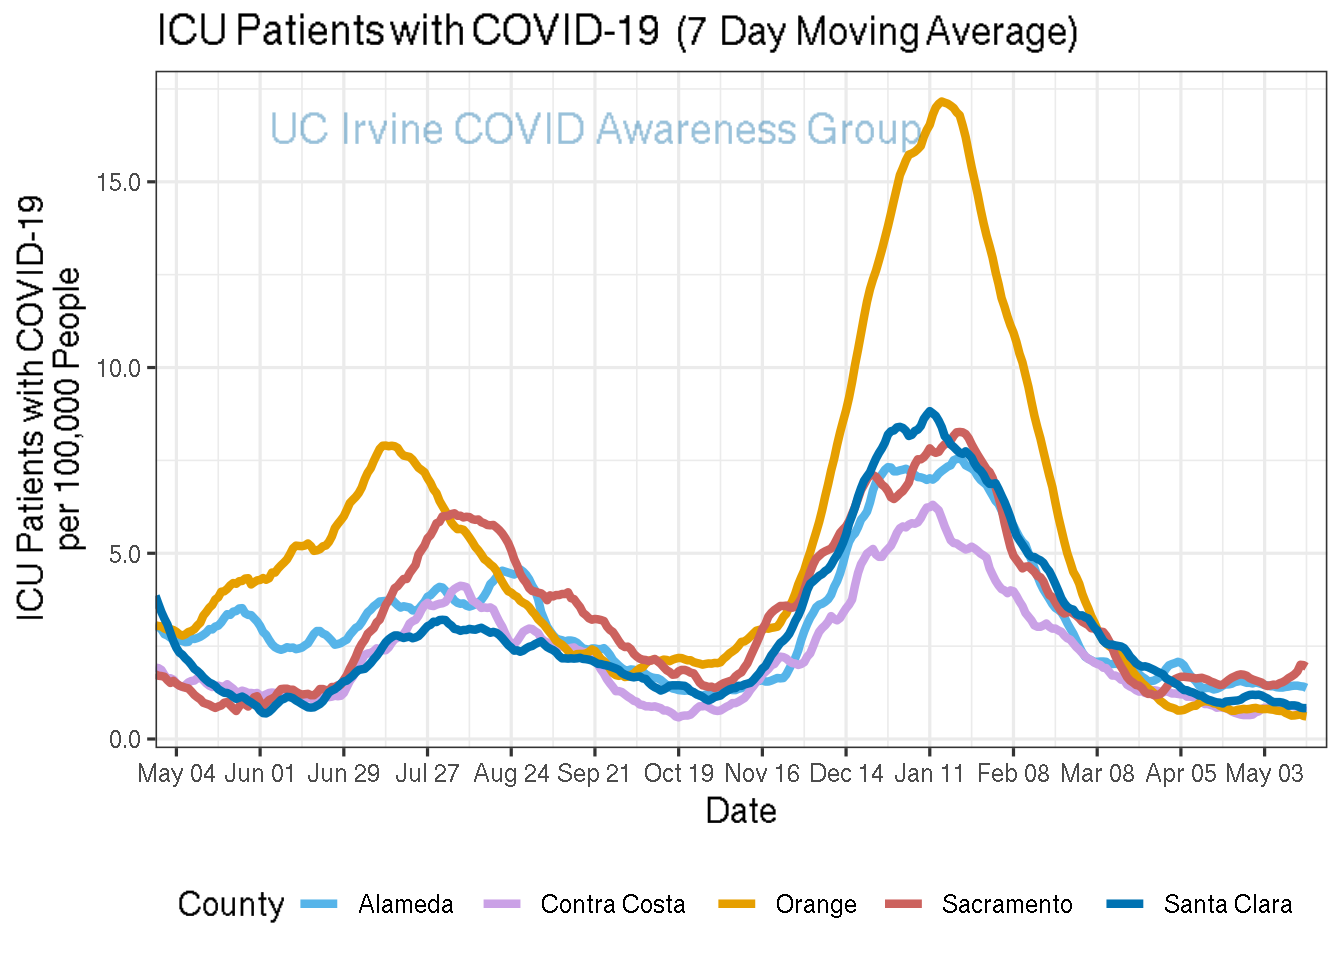 ICU Patients with COVID-19 (7 Day Moving Average)
UC Irvine COVID Awareness Group
ICU Patients with COVID-19
per 100,000 People
15.0
10.0
5.0
0.0
May 04 Jun 01 Jun 29 Jul 27 Aug 24 Sep 21 Oct 19 Nov 16 Dec 14 Jan 11 Feb 08 Mar 08 Apr 05 May 03
Date
County Alameda Contra Costa Orange Sacramento Santa Clara